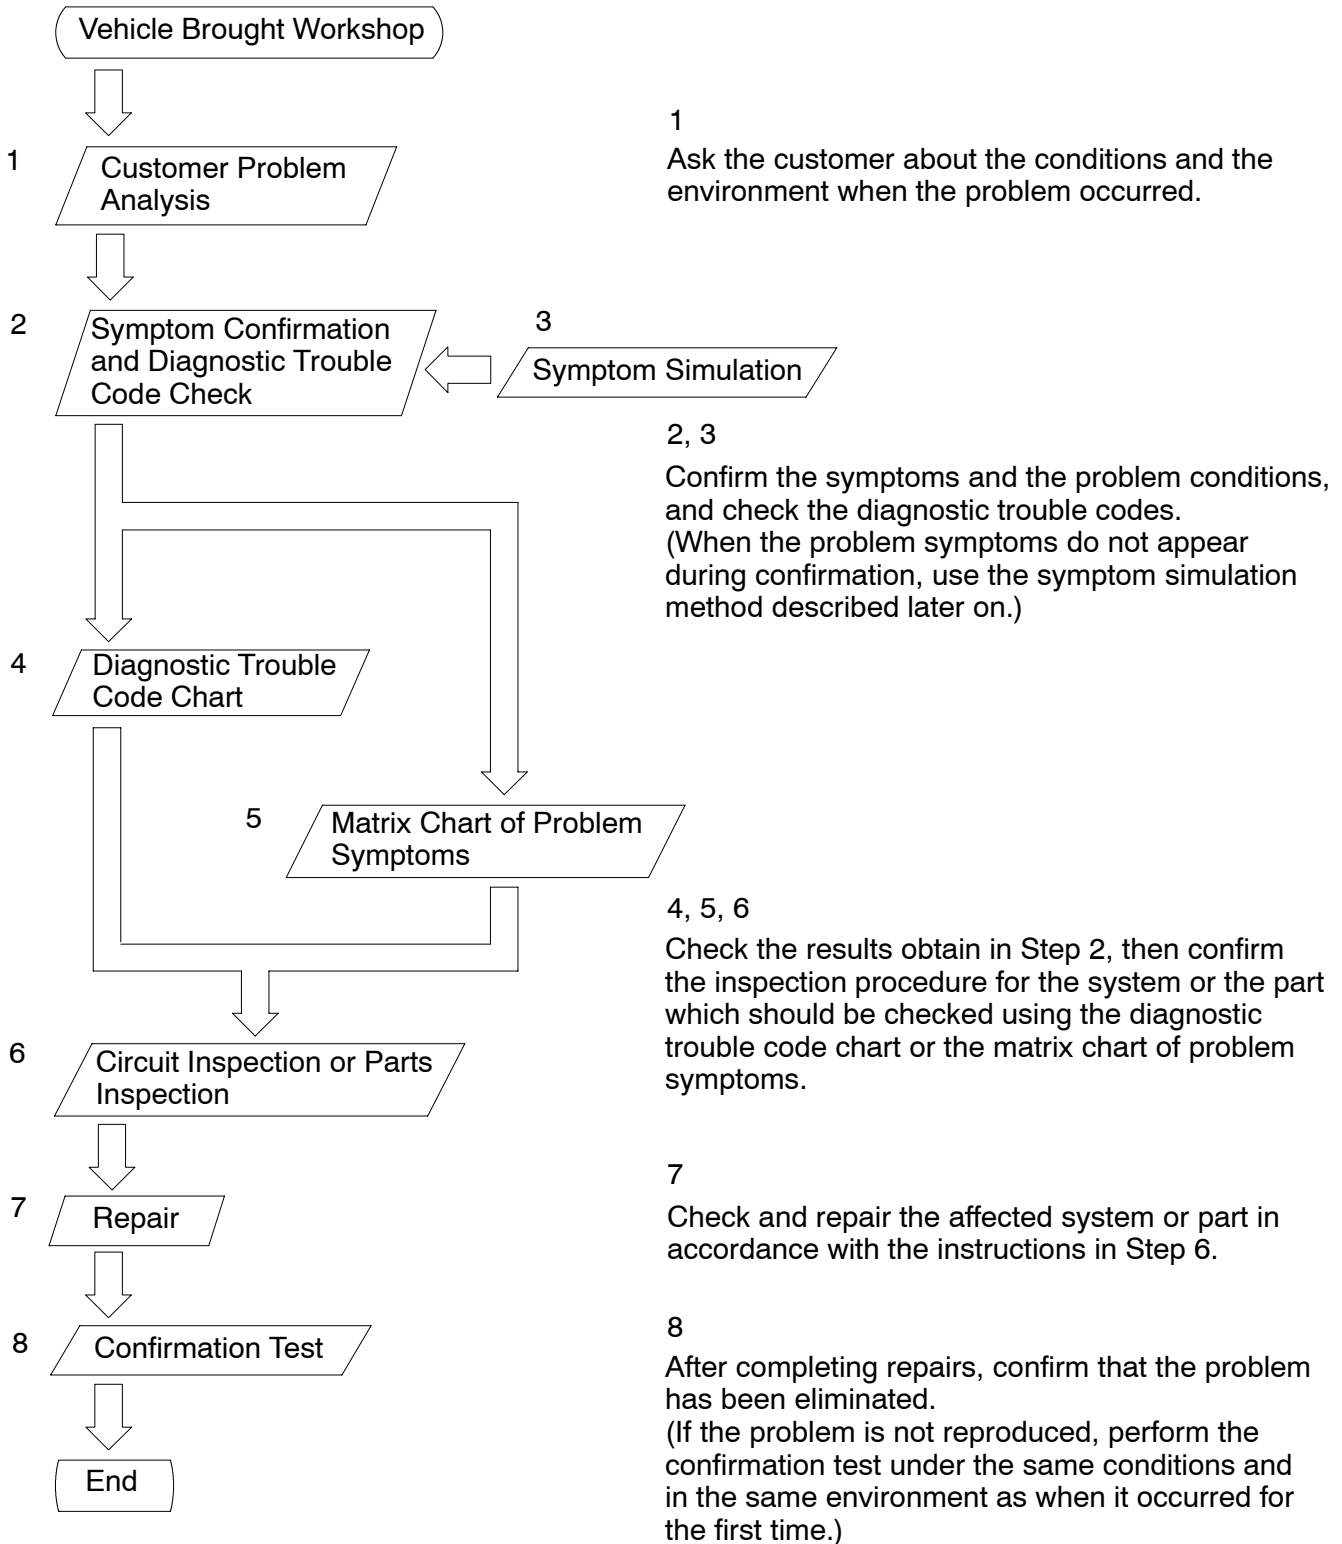 Vehicle Brought Workshop
1
Customer Problem
Analysis
1
Ask the customer about the conditions and the
environment when the problem occurred.
2
Symptom Confirmation
and Diagnostic Trouble
Code Check
3
Symptom Simulation
2, 3
Confirm the symptoms and the problem conditions,
and check the diagnostic trouble codes.
(When the problem symptoms do not appear
during confirmation, use the symptom simulation
method described later on.)
4
Diagnostic Trouble
Code Chart
5
Matrix Chart of Problem
Symptoms
4, 5, 6
Check the results obtain in Step 2, then confirm
the inspection procedure for the system or the part
which should be checked using the diagnostic
trouble code chart or the matrix chart of problem
symptoms.
6
Circuit Inspection or Parts
Inspection
7
Repair
7
Check and repair the affected system or part in
accordance with the instructions in Step 6.
8
Confirmation Test
8
After completing repairs, confirm that the problem
has been eliminated.
(If the problem is not reproduced, perform the
confirmation test under the same conditions and
in the same environment as when it occurred for
the first time.)
End